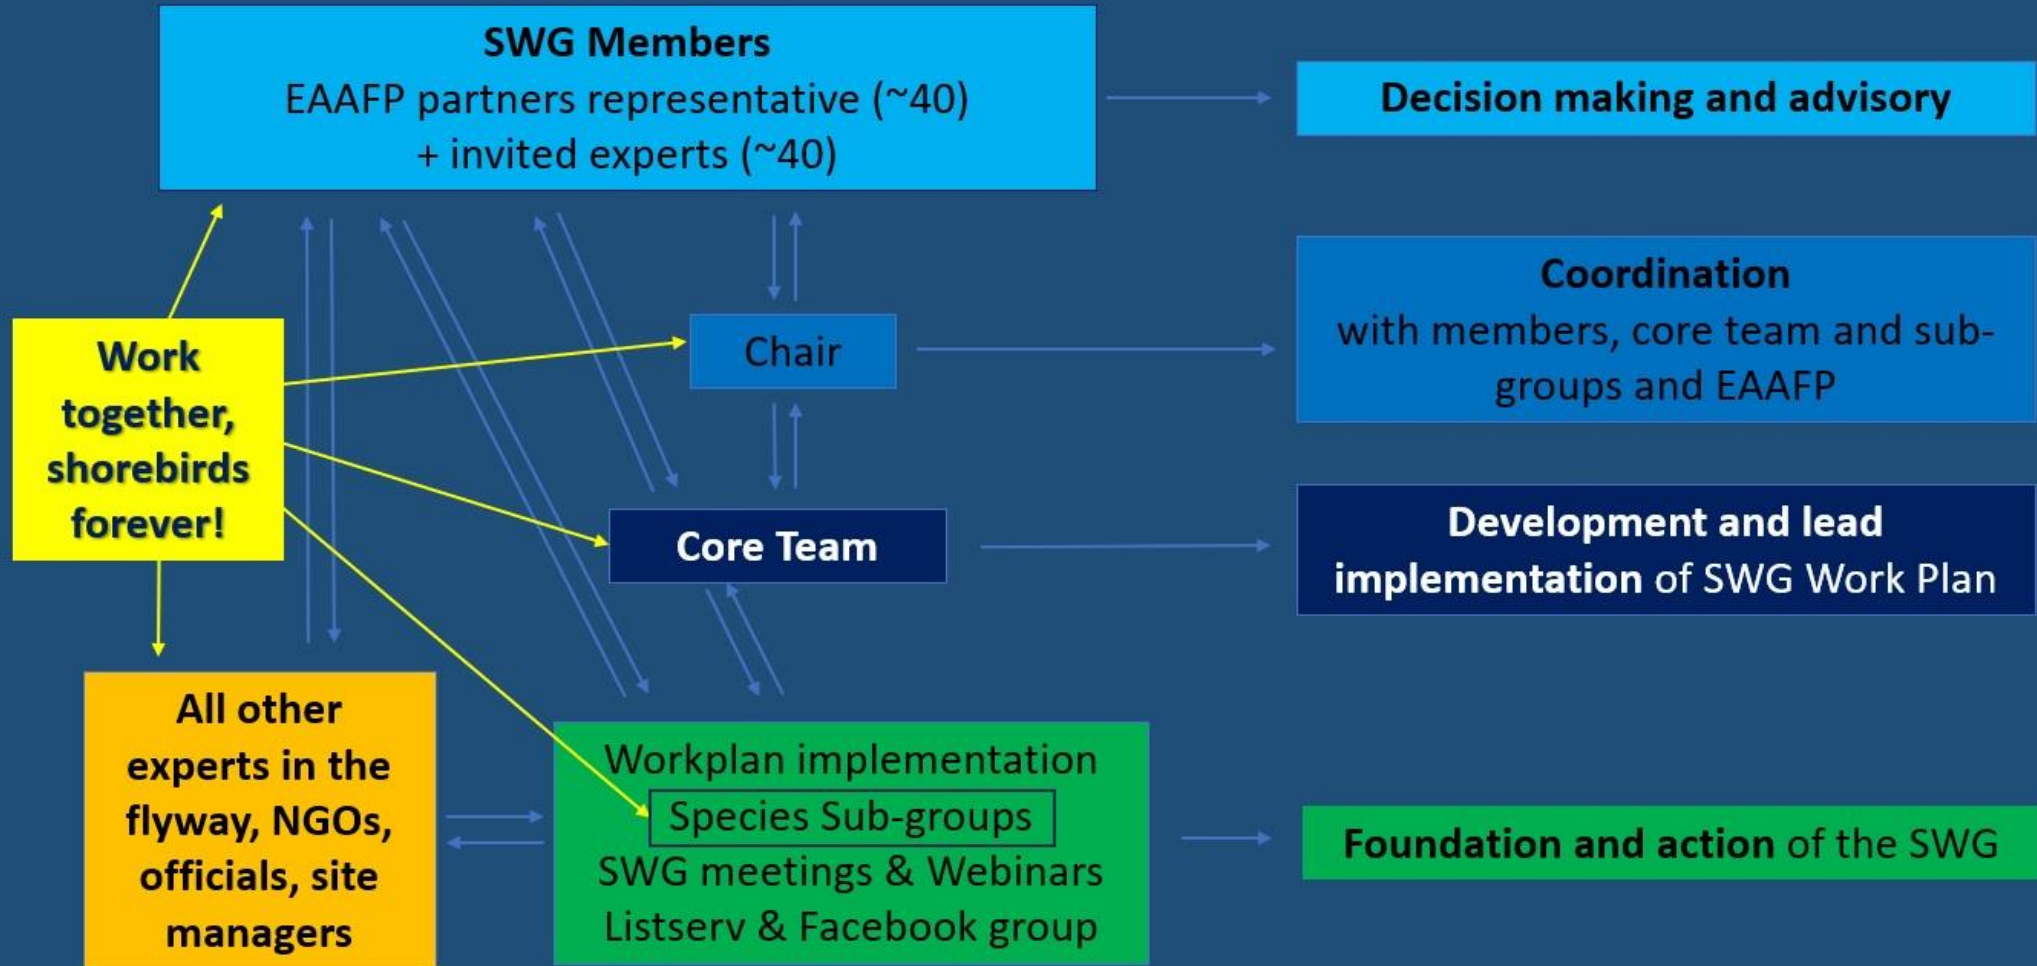 SWG Members
EAAFP partners representative (~40)
+ invited experts (~40)
Decision making and advisory
Coordination
with members, core team and sub-
groups and EAAFP
Chair
Work
together,
shorebirds
forever!
Core Team
Development and lead
implementation of SWG Work Plan
All other
experts in the
flyway, NGOs,
officials, site
managers
Workplan implementation
Species Sub-groups
SWG meetings & Webinars
Listserv & Facebook group
Foundation and action of the SWG